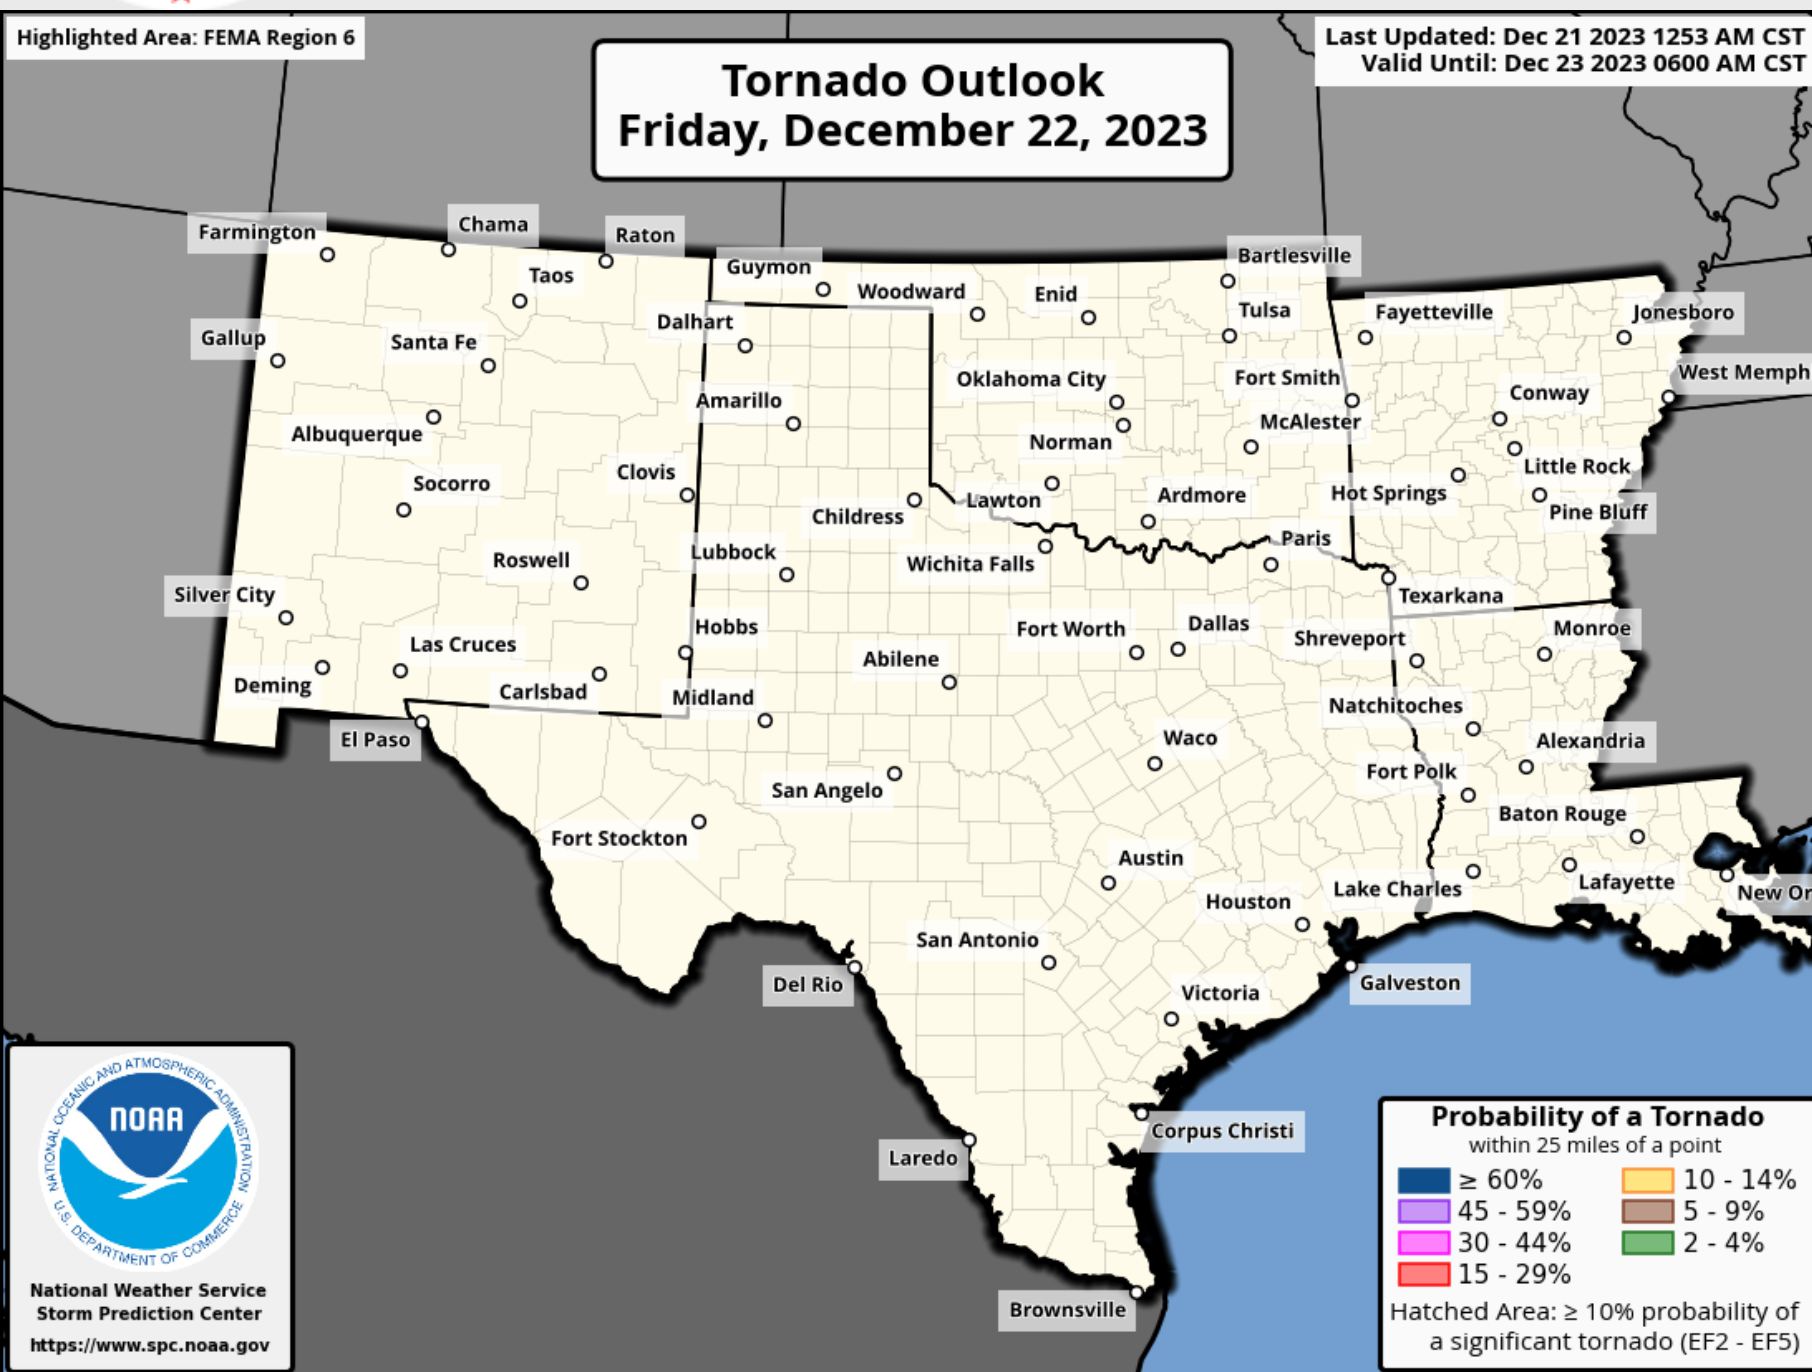 Highlighted Area: FEMA Region 6
Tornado Outlook
Friday, December 22, 2023
Last Updated: Dec 21 2023 1253 AM CST
Valid Until: Dec 23 2023 0600 AM CST
Farmington
Chama
Raton
Taos
Guymon
Woodward
Enid
Bartlesville
Tulsa
Fayetteville
Jonesboro
Gallup
Santa Fe
Dalhart
Oklahoma City
Fort Smith
Conway
West Memph
Albuquerque
Amarillo
Norman
McAlester
Little Rock
Socorro
Clovis
Childress
Lawton
Ardmore
Hot Springs
Pine Bluff
Roswell
Lubbock
Wichita Falls
Paris
Texarkana
Silver City
Las Cruces
Hobbs
Fort Worth
Dallas
Shreveport
Monroe
Deming
Carlsbad
Midland
Abilene
Natchitoches
El Paso
Waco
Alexandria
San Angelo
Fort Polk
Fort Stockton
Baton Rouge
Austin
Houston
Lake Charles
Lafayette
New Or
San Antonio
Del Rio
Victoria
Galveston
Corpus Christi
Laredo
Brownsville
NATIONAL OCEANIC AND ATMOSPHERIC ADMINISTRATION
NOAA
U.S. DEPARTMENT OF COMMERCE
National Weather Service
Storm Prediction Center
https://www.spc.noaa.gov
Probability of a Tornado
within 25 miles of a point
≥ 60%
45 - 59%
30 - 44%
15 - 29%
10 - 14%
5 - 9%
2 - 4%
Hatched Area: ≥ 10% probability of
a significant tornado (EF2 - EF5)